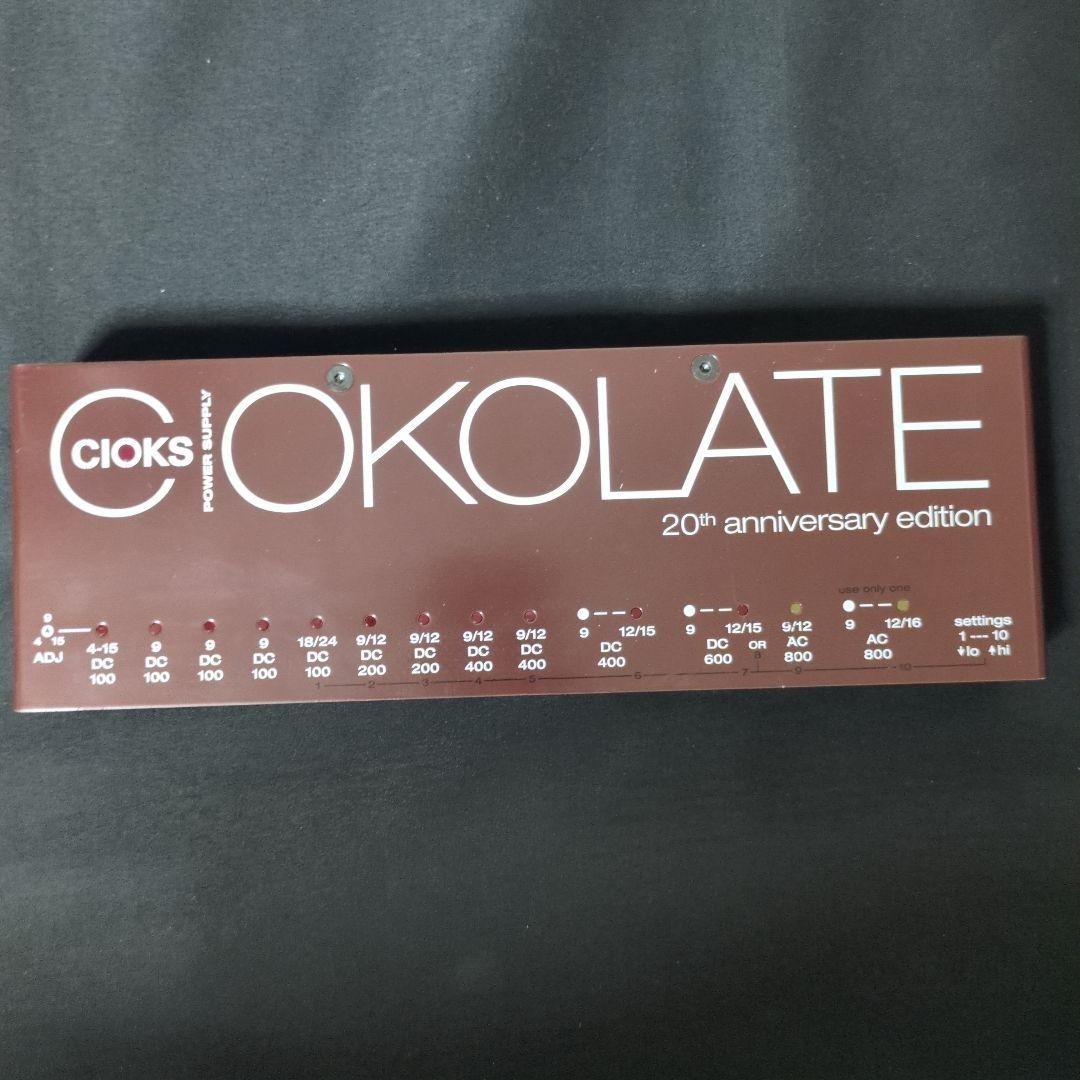 CIOKOLATE
CIOKS
POWER SUPPLY
20th anniversary edition
use only one
9
4 15
ADJ
4-15 DC 100
9 DC 100
9 DC 100
9 DC 100
18/24 DC 100
9/12 DC 200
9/12 DC 200
9/12 DC 400
9/12 DC 400
9 12/15 DC 400
9 12/15 DC 600
OR
9/12 AC 800
9 12/16 AC 800
settings
1 --- 10
lo hi
1 2 3 4 5 6 7 8 9 10